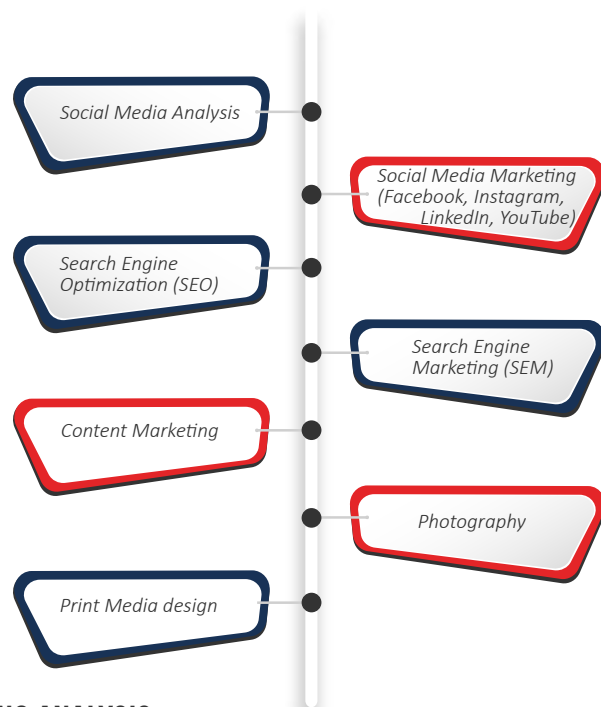 Social Media Analysis
Social Media Marketing
(Facebook, Instagram,
LinkedIn, YouTube)
Search Engine
Optimization (SEO)
Search Engine
Marketing (SEM)
Content Marketing
Photography
Print Media design